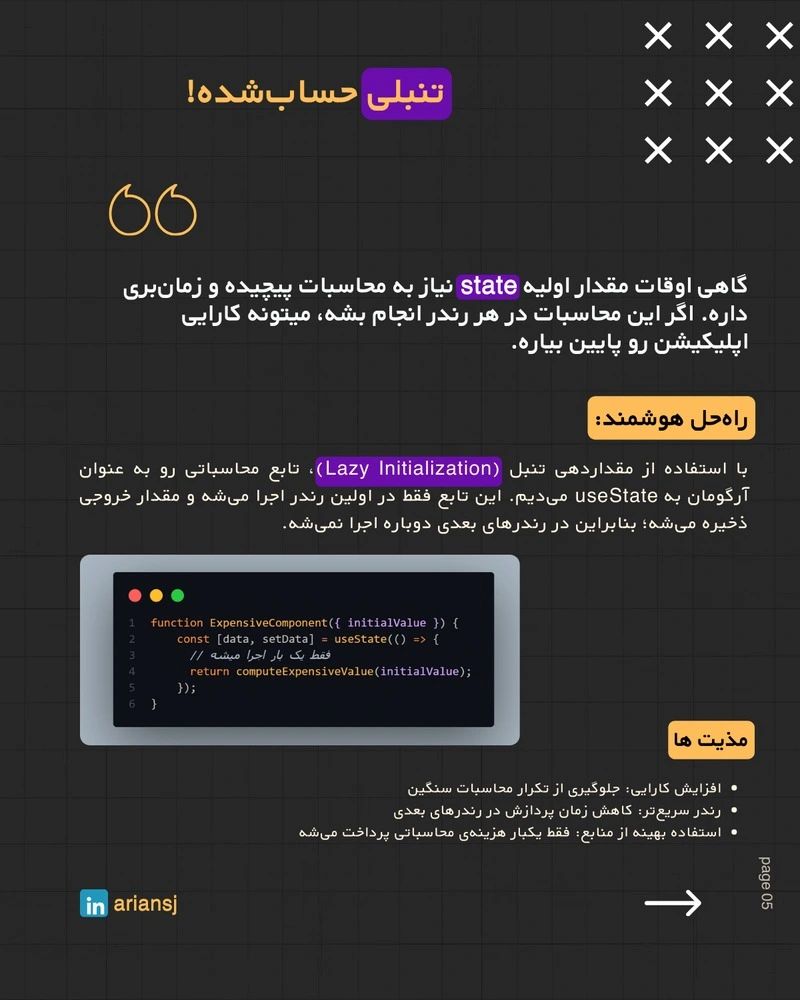 تنبلی حساب‌شده!
گاهی اوقات مقدار اولیه state نیاز به محاسبات پیچیده و زمان‌بری
داره. اگر این محاسبات در هر رندر انجام بشه، میتونه کارایی
اپلیکیشن رو پایین بیاره.
راه‌حل هوشمند:
با استفاده از مقداردهی تنبل (Lazy Initialization)، تابع محاسباتی رو به عنوان
آرگومان به useState می‌دیم. این تابع فقط در اولین رندر اجرا می‌شه و مقدار خروجی
ذخیره می‌شه؛ بنابراین در رندرهای بعدی دوباره اجرا نمی‌شه.
1 function ExpensiveComponent({ initialValue }) {
2 const [data, setData] = useState(() => {
3 // فقط یک بار اجرا میشه
4 return computeExpensiveValue(initialValue);
5 });
6 }
مذیت ها
• افزایش کارایی: جلوگیری از تکرار محاسبات سنگین
• رندر سریع‌تر: کاهش زمان پردازش در رندرهای بعدی
• استفاده بهینه از منابع: فقط یکبار هزینه‌ی محاسباتی پرداخت می‌شه
page 05
in ariansj